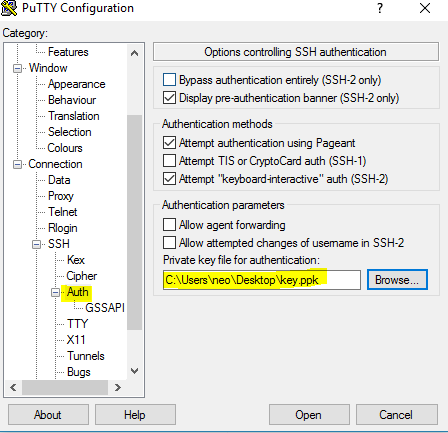 PuTTY Configuration
Category:
Features
Window
Appearance
Behaviour
Translation
Selection
Colours
Connection
Data
Proxy
Telnet
Rlogin
SSH
Kex
Cipher
Auth
GSSAPI
TTY
X11
Tunnels
Bugs
Options controlling SSH authentication
Bypass authentication entirely (SSH-2 only)
Display pre-authentication banner (SSH-2 only)
Authentication methods
Attempt authentication using Pageant
Attempt TIS or CryptoCard auth (SSH-1)
Attempt "keyboard-interactive" auth (SSH-2)
Authentication parameters
Allow agent forwarding
Allow attempted changes of username in SSH-2
Private key file for authentication:
C:\Users\neo\Desktop\key.ppk
Browse...
About
Help
Open
Cancel